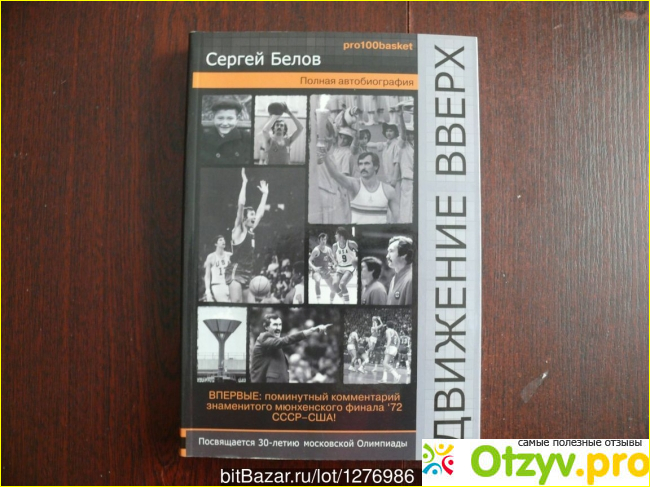 pro100basket
Сергей Белов
Полная автобиография
ДВИЖЕНИЕ ВВЕРХ
ВПЕРВЫЕ: поминутный комментарий
знаменитого мюнхенского финала '72
СССР–США!
Посвящается 30-летию московской Олимпиады
самые полезные отзывы
Otzyv.pro
bitBazar.ru/lot/1276986